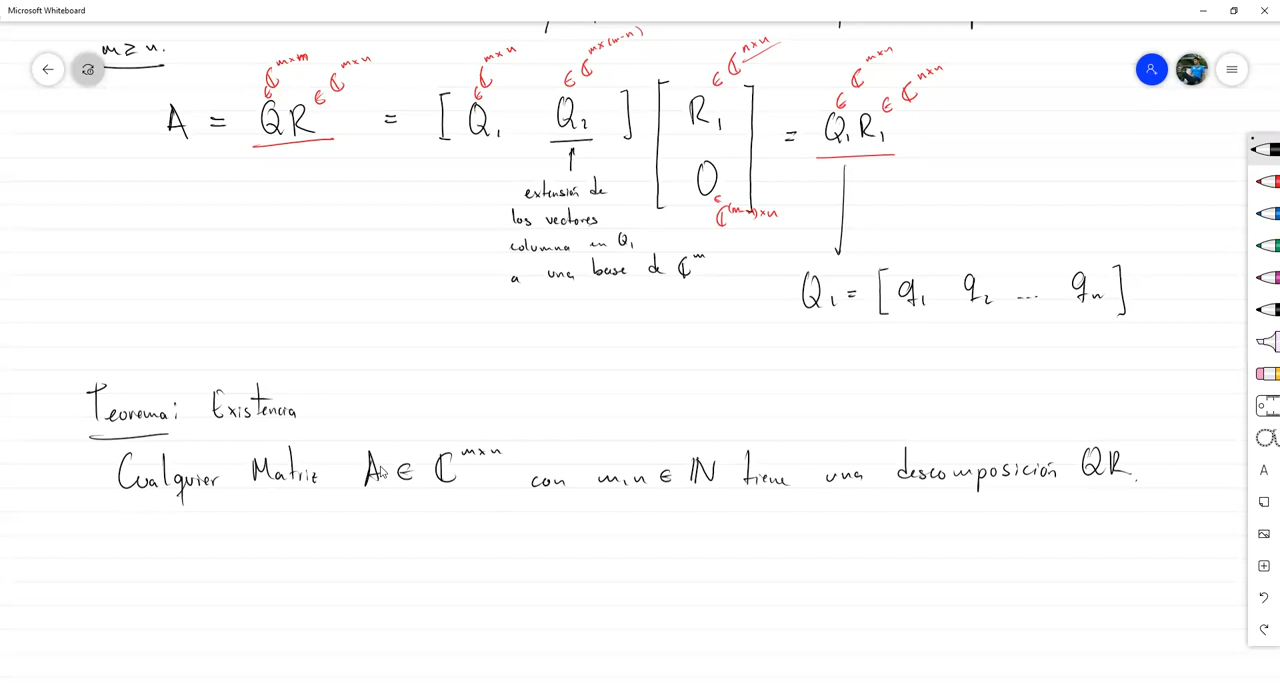 Microsoft Whiteboard
m ≥ n.
A = QR = [ Q₁ Q₂ ] [ R₁ 0 ] = Q₁R₁
∈ ℂ^{m×m} ∈ ℂ^{m×n} ∈ ℂ^{m×n} ∈ ℂ^{m×(m-n)} ∈ ℂ^{n×n} ∈ ℂ^{m×n} ∈ ℂ^{n×n}
∈ ℂ^{(m-n)×n}
extensión de
los vectores
columna en Q₁
a una base de ℂ^m
Q₁ = [ q₁ q₂ ... qₙ ]
Teorema: Existencia
Cualquier Matriz A ∈ ℂ^{m×n} con m,n ∈ ℕ tiene una descomposición QR.
A